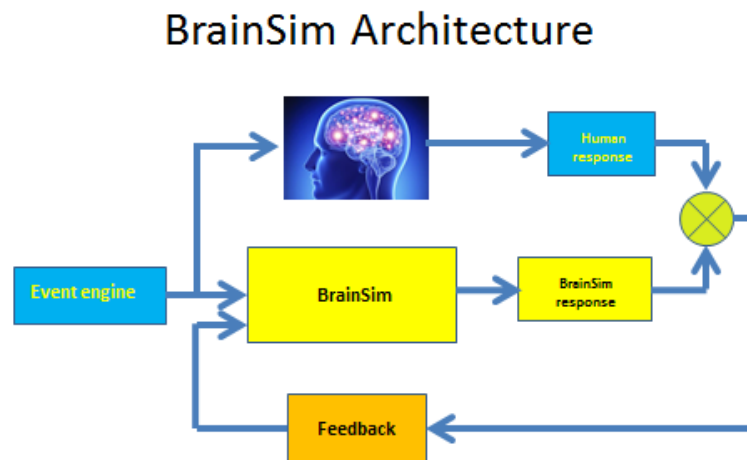 BrainSim Architecture
Human
response
Event engine
BrainSim
BrainSim
response
Feedback